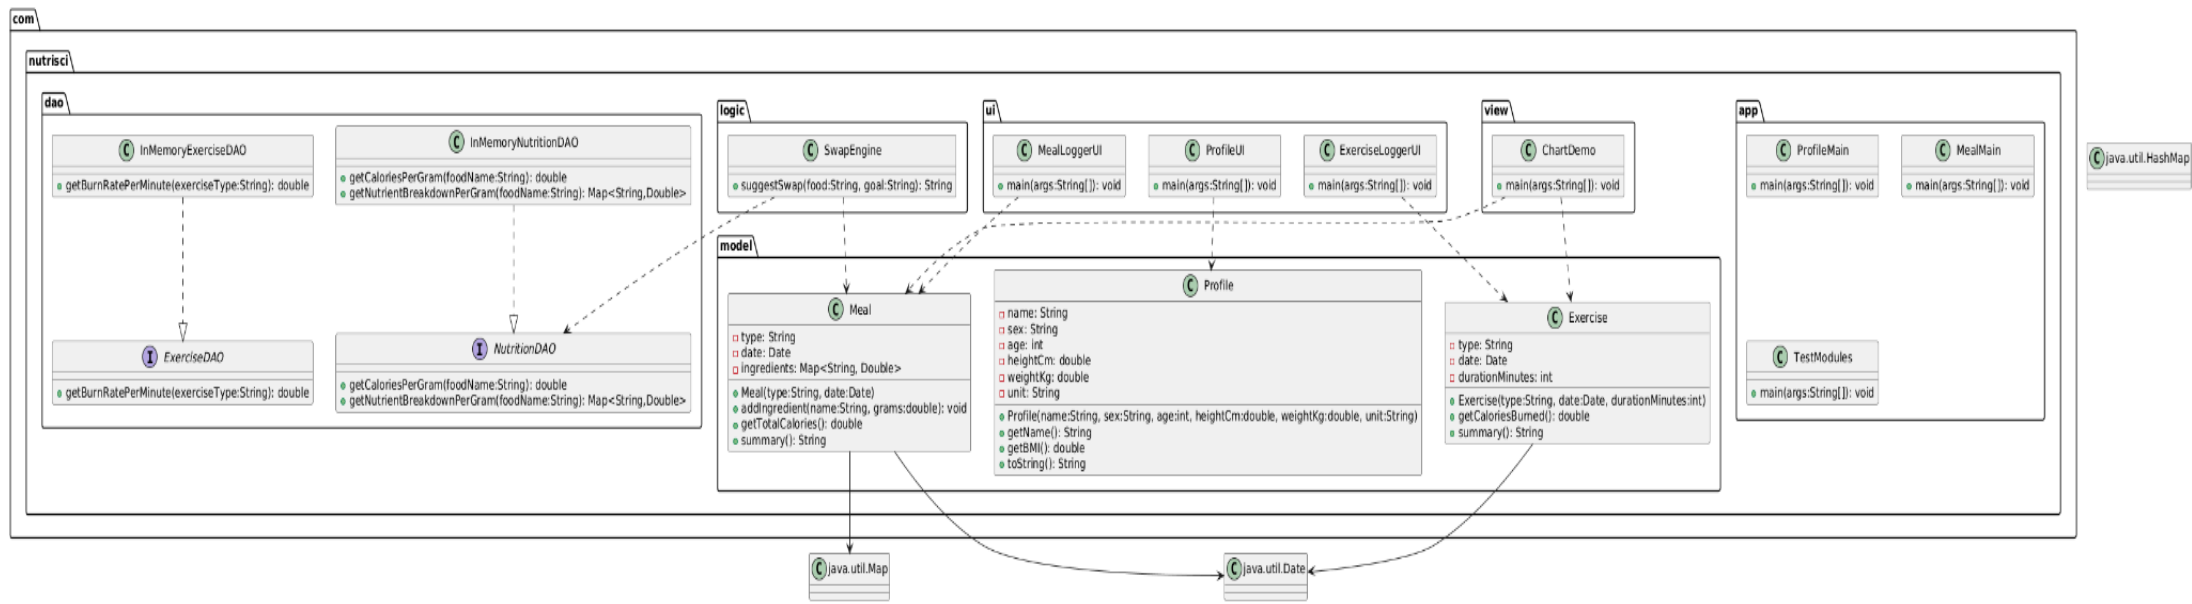 com
nutrisci
dao
InMemoryExerciseDAO
getBurnRatePerMinute(exerciseType:String): double
InMemoryNutritionDAO
getCaloriesPerGram(foodName:String): double
getNutrientBreakdownPerGram(foodName:String): Map<String,Double>
ExerciseDAO
getBurnRatePerMinute(exerciseType:String): double
NutritionDAO
getCaloriesPerGram(foodName:String): double
getNutrientBreakdownPerGram(foodName:String): Map<String,Double>
logic
SwapEngine
suggestSwap(food:String, goal:String): String
ui
MealLoggerUI
main(args:String[]): void
ProfileUI
main(args:String[]): void
ExerciseLoggerUI
main(args:String[]): void
view
ChartDemo
main(args:String[]): void
model
Meal
type: String
date: Date
ingredients: Map<String, Double>
Meal(type:String, date:Date)
addIngredient(name:String, grams:double): void
getTotalCalories(): double
summary(): String
Profile
name: String
sex: String
age: int
heightCm: double
weightKg: double
unit: String
Profile(name:String, sex:String, age:int, heightCm:double, weightKg:double, unit:String)
getName(): String
getBMI(): double
toString(): String
Exercise
type: String
date: Date
durationMinutes: int
Exercise(type:String, date:Date, durationMinutes:int)
getCaloriesBurned(): double
summary(): String
app
ProfileMain
main(args:String[]): void
MealMain
main(args:String[]): void
TestModules
main(args:String[]): void
java.util.HashMap
java.util.Map
java.util.Date